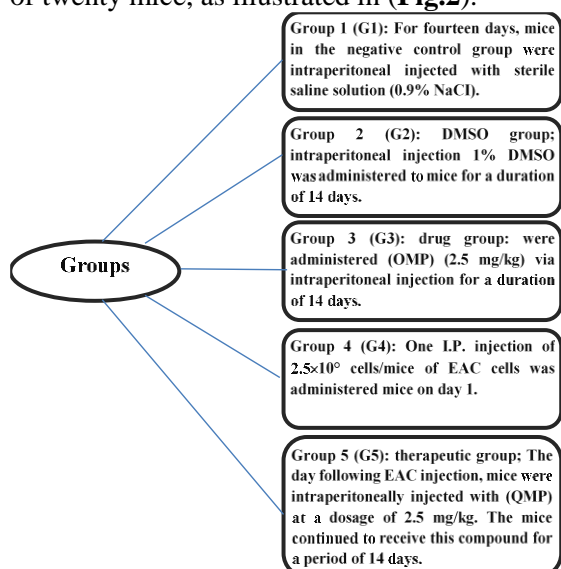 of twenty mice, as illustrated in (Fig.2).
Group 1 (G1): For fourteen days, mice
in the negative control group were
intraperitoneal injected with sterile
saline solution (0.9% NaCl).
Group 2 (G2): DMSO group;
intraperitoneal injection 1% DMSO
was administered to mice for a duration
of 14 days.
Groups
Group 3 (G3): drug group: were
administered (OMP) (2.5 mg/kg) via
intraperitoneal injection for a duration
of 14 days.
Group 4 (G4): One I.P. injection of
2.5×10° cells/mice of EAC cells was
administered mice on day 1.
Group 5 (G5): therapeutic group; The
day following EAC injection, mice were
intraperitoneally injected with (QMP)
at a dosage of 2.5 mg/kg. The mice
continued to receive this compound for
a period of 14 days.